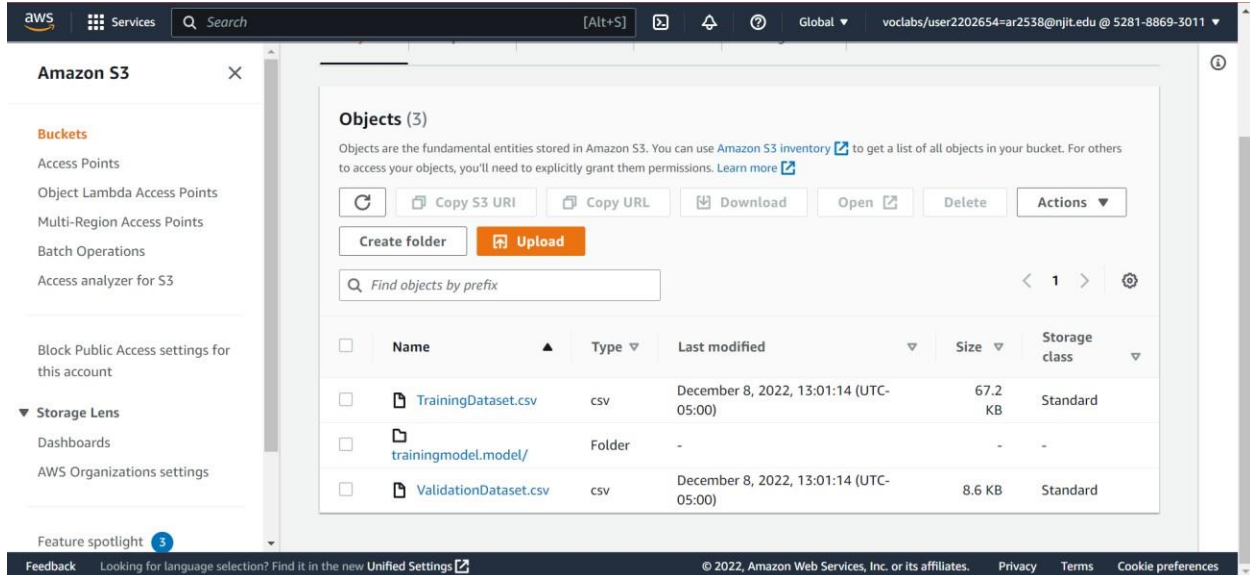 aws Services Search [Alt+S] Global voclabs/user2202654=ar2538@njit.edu @ 5281-8869-3011
Amazon S3
Buckets
Access Points
Object Lambda Access Points
Multi-Region Access Points
Batch Operations
Access analyzer for S3
Block Public Access settings for
this account
Storage Lens
Dashboards
AWS Organizations settings
Feature spotlight 3
Objects (3)
Objects are the fundamental entities stored in Amazon S3. You can use Amazon S3 inventory to get a list of all objects in your bucket. For others
to access your objects, you'll need to explicitly grant them permissions. Learn more
Copy S3 URI Copy URL Download Open Delete Actions
Create folder Upload
Find objects by prefix
1
Name Type Last modified Size Storage
class
TrainingDataset.csv csv December 8, 2022, 13:01:14 (UTC-
05:00) 67.2
KB Standard
trainingmodel.model/ Folder - - -
ValidationDataset.csv csv December 8, 2022, 13:01:14 (UTC-
05:00) 8.6 KB Standard
Feedback Looking for language selection? Find it in the new Unified Settings © 2022, Amazon Web Services, Inc. or its affiliates. Privacy Terms Cookie preferences